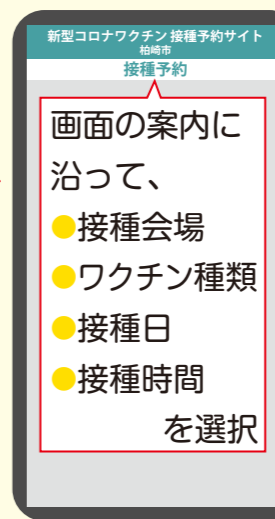 新型コロナワクチン 接種予約サイト
柏崎市
接種予約
画面の案内に
沿って、
●接種会場
●ワクチン種類
●接種日
●接種時間
を選択